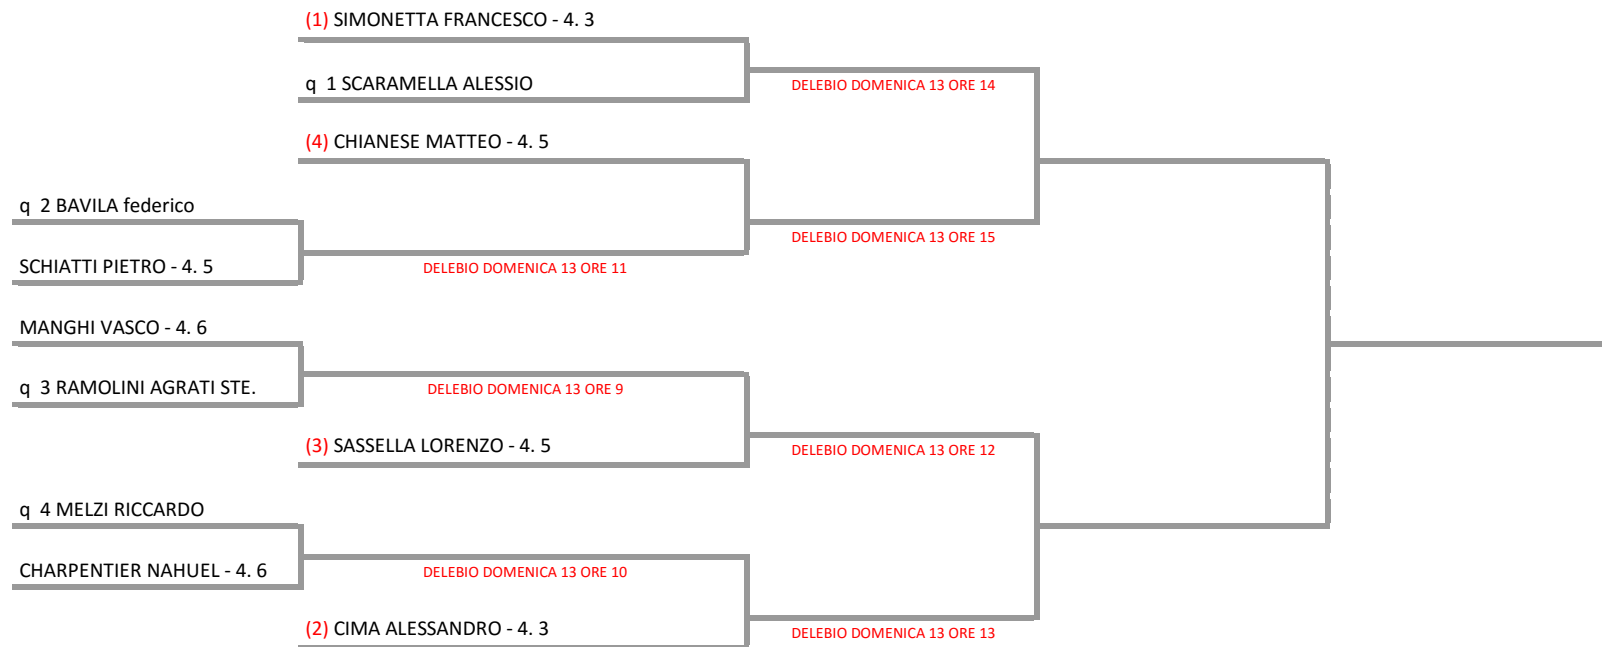 (1) SIMONETTA FRANCESCO - 4. 3
q 1 SCARAMELLA ALESSIO
DELEBIO DOMENICA 13 ORE 14
(4) CHIANESE MATTEO - 4. 5
q 2 BAVILA federico
DELEBIO DOMENICA 13 ORE 15
SCHIATTI PIETRO - 4. 5
DELEBIO DOMENICA 13 ORE 11
MANGHI VASCO - 4. 6
q 3 RAMOLINI AGRATI STE.
DELEBIO DOMENICA 13 ORE 9
(3) SASSELLA LORENZO - 4. 5
DELEBIO DOMENICA 13 ORE 12
q 4 MELZI RICCARDO
CHARPENTIER NAHUEL - 4. 6
DELEBIO DOMENICA 13 ORE 10
(2) CIMA ALESSANDRO - 4. 3
DELEBIO DOMENICA 13 ORE 13